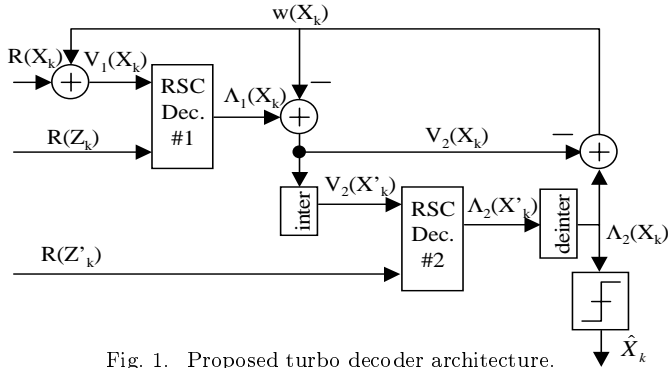 w(X_k)
R(X_k)
V_1(X_k)
RSC
Dec.
#1
Λ_1(X_k)
R(Z_k)
V_2(X_k)
inter
V_2(X'_k)
RSC
Dec.
#2
Λ_2(X'_k)
deinter
Λ_2(X_k)
R(Z'_k)
X̂_k
Fig. 1. Proposed turbo decoder architecture.